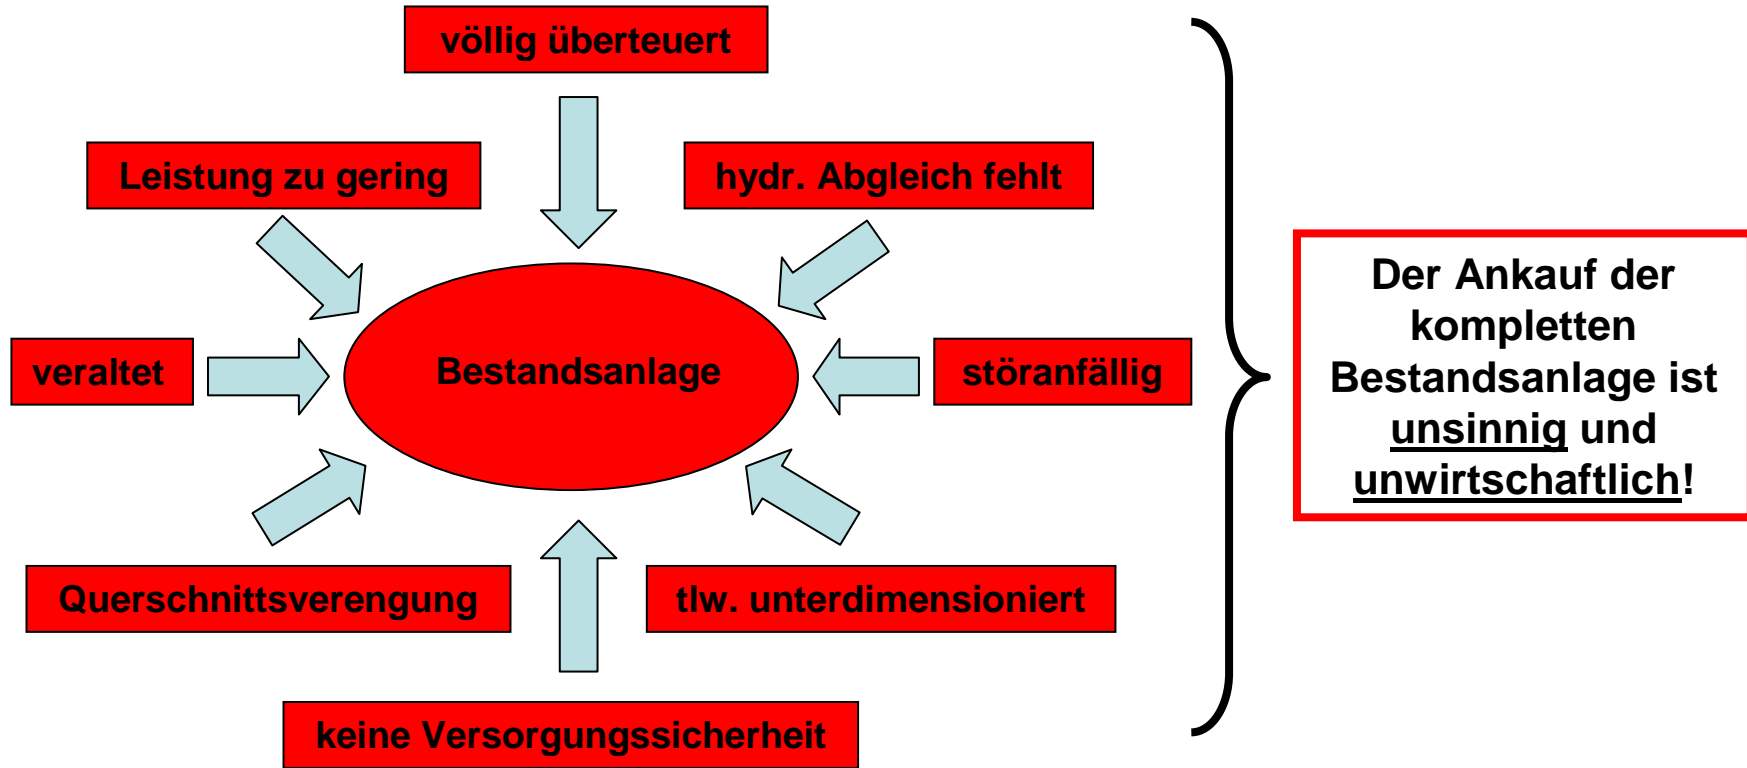 völlig überteuert
Leistung zu gering
hydr. Abgleich fehlt
veraltet
Bestandsanlage
störanfällig
Querschnittsverengung
tlw. unterdimensioniert
keine Versorgungssicherheit
Der Ankauf der
kompletten
Bestandsanlage ist
unsinnig und
unwirtschaftlich!